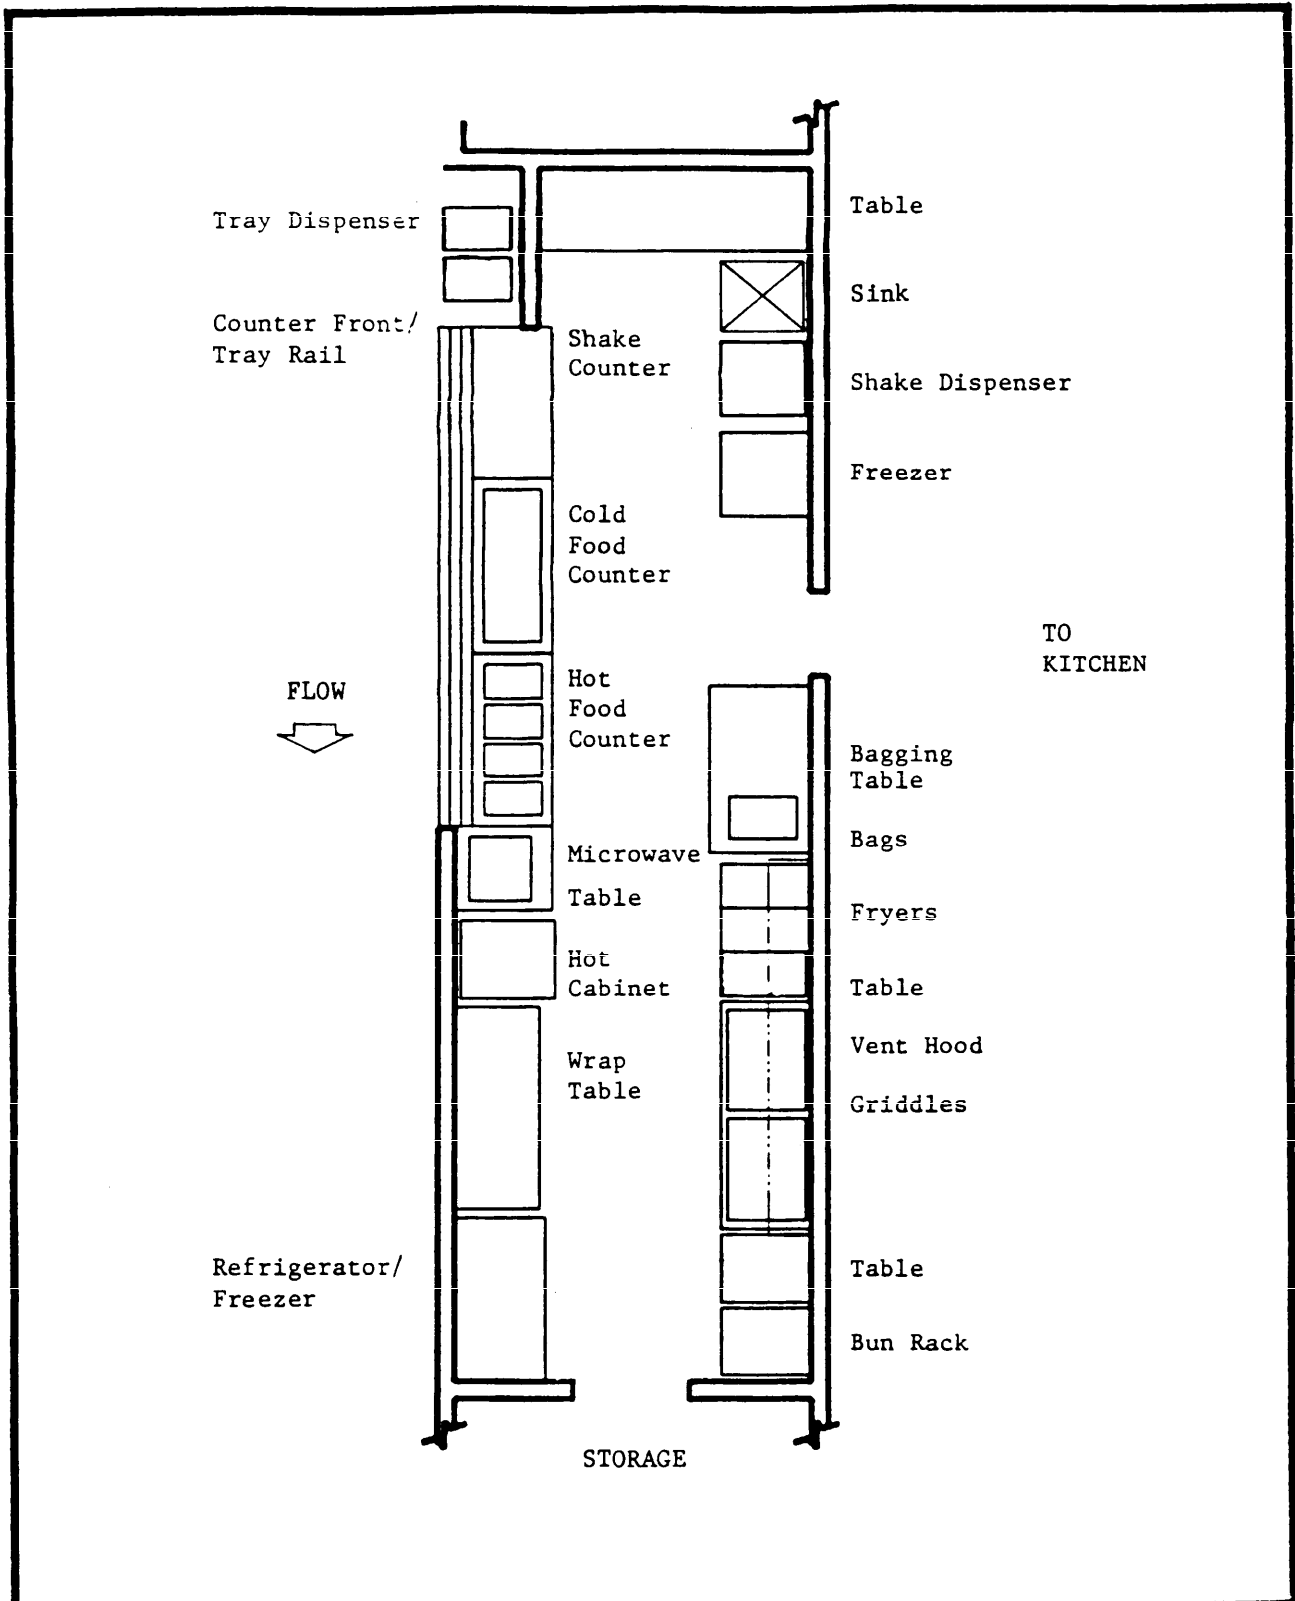 Table
Tray Dispenser
Sink
Counter Front/
Tray Rail
Shake
Counter
Shake Dispenser
Freezer
Cold
Food
Counter
TO
KITCHEN
FLOW
Hot
Food
Counter
Bagging
Table
Bags
Microwave
Table
Fryers
Hot
Cabinet
Table
Vent Hood
Wrap
Table
Griddles
Refrigerator/
Freezer
Table
Bun Rack
STORAGE